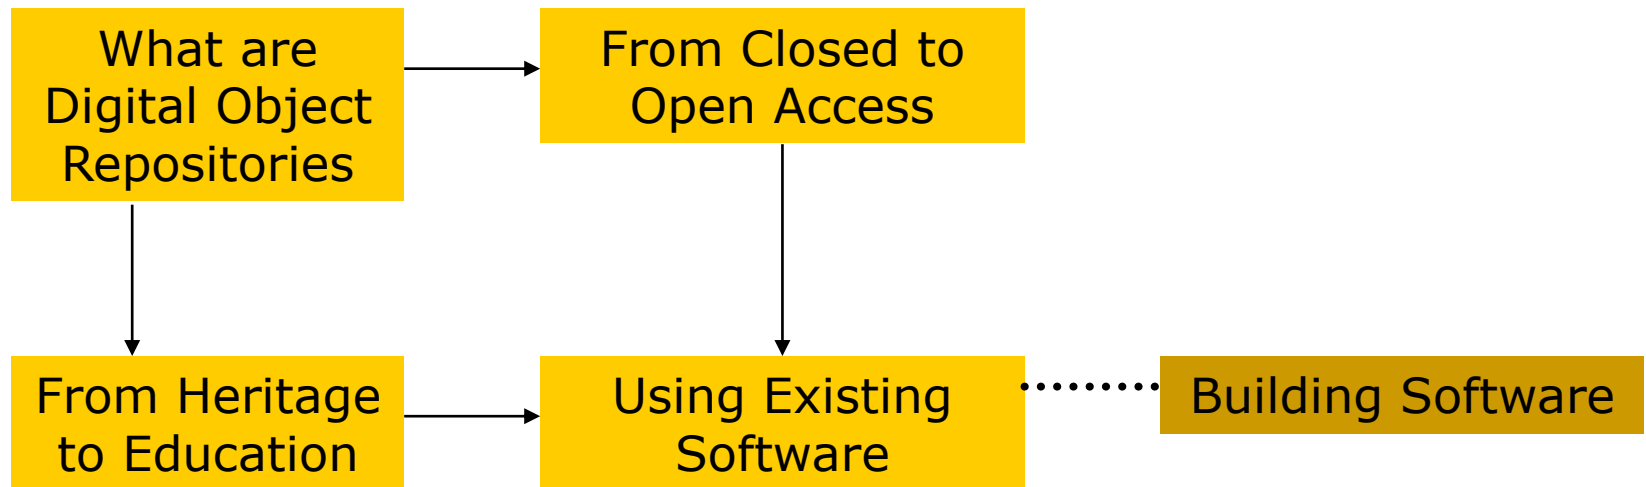 What are
Digital Object
Repositories
From Closed to
Open Access
From Heritage
to Education
Using Existing
Software
Building Software